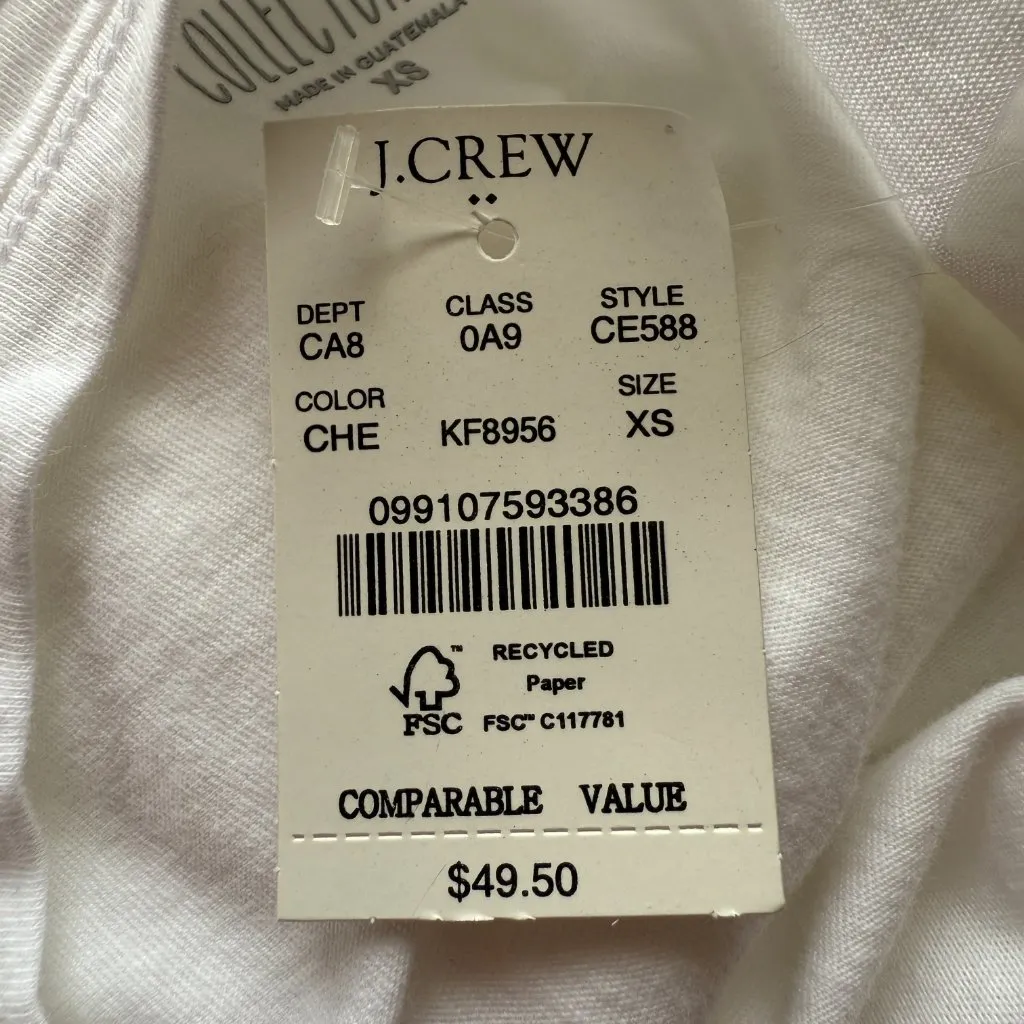 MADE IN GUATEMALA
XS
J.CREW
DEPT CLASS STYLE
CA8 0A9 CE588
COLOR SIZE
CHE KF8956 XS
099107593386
™ RECYCLED
Paper
FSC FSC™ C117781
COMPARABLE VALUE
$49.50